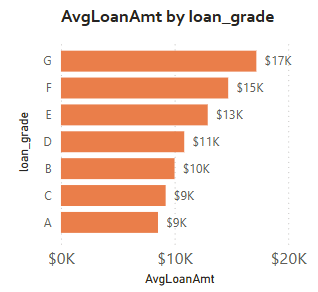 AvgLoanAmt by loan_grade
G $17K
F $15K
E $13K
D $11K
B $10K
C $9K
A $9K
loan_grade
$0K $10K $20K
AvgLoanAmt